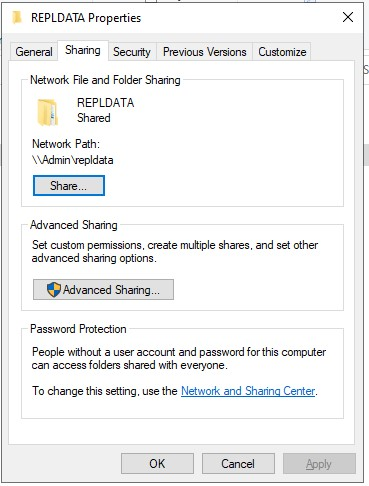 REPLDATA Properties
General
Sharing
Security
Previous Versions
Customize
Network File and Folder Sharing
REPLDATA
Shared
Network Path:
\\Admin\repldata
Share...
Advanced Sharing
Set custom permissions, create multiple shares, and set other
advanced sharing options.
Advanced Sharing...
Password Protection
People without a user account and password for this computer
can access folders shared with everyone.
To change this setting, use the Network and Sharing Center.
OK
Cancel
Apply